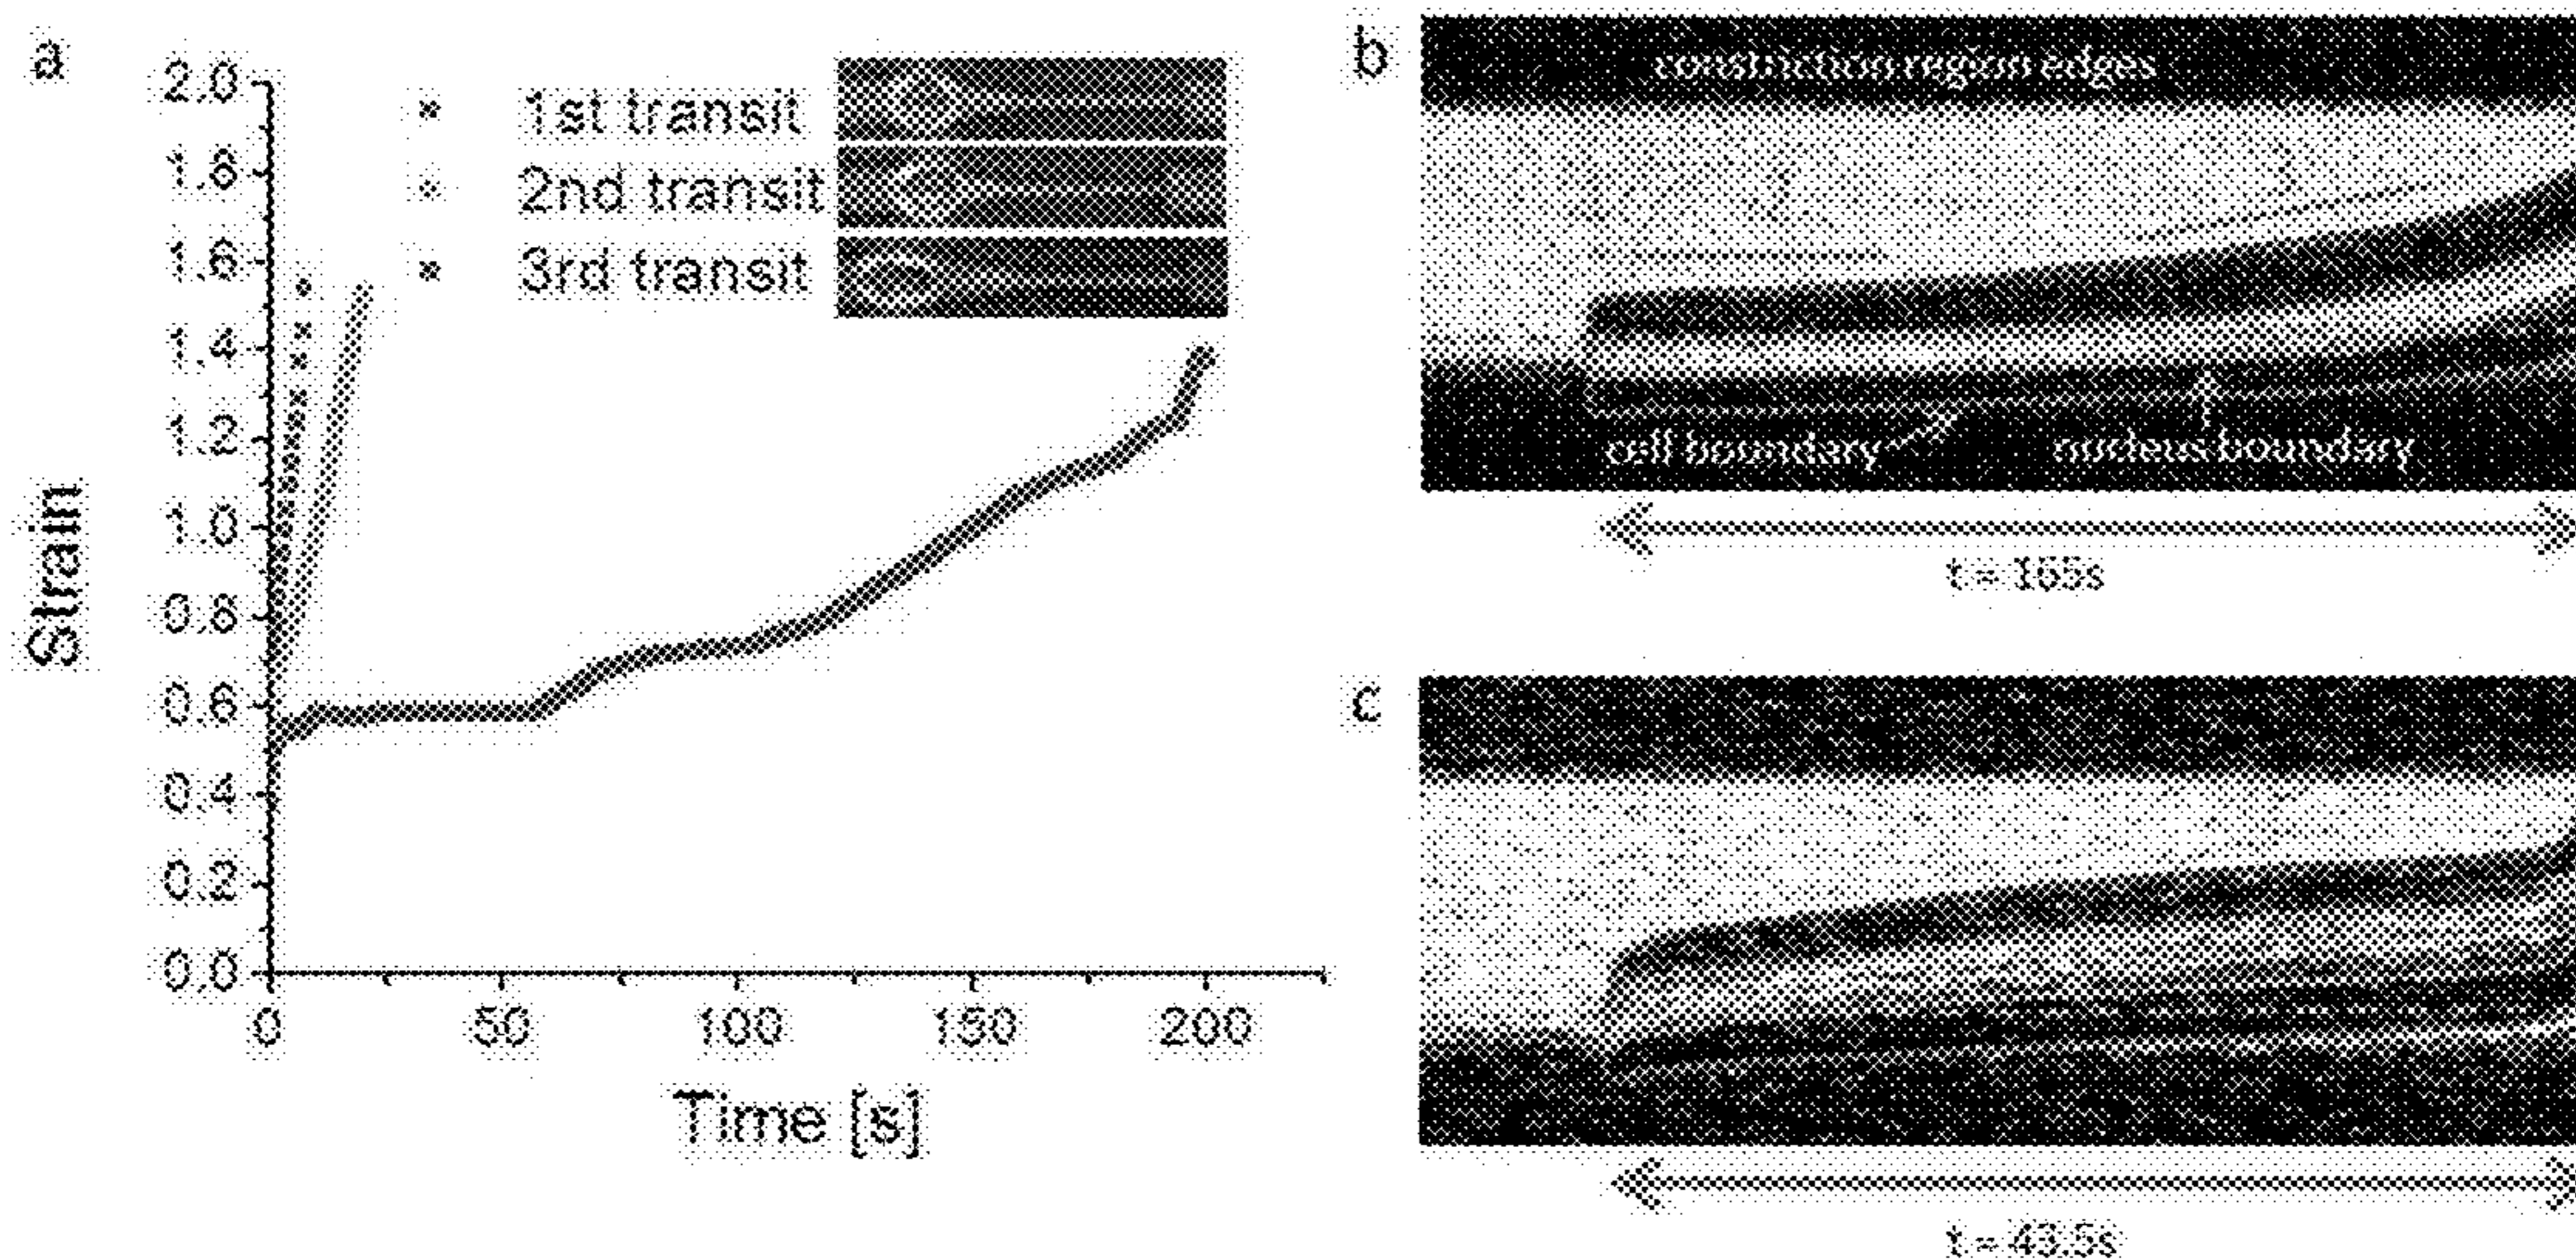 a
2.0
1.8
1.6
1.4
1.2
1.0
0.8
0.6
0.4
0.2
0.0
Strain
1st transit
2nd transit
3rd transit
0 50 100 150 200
Time [s]
b
constriction region edges
cell boundary
nucleus boundary
t = 165s
c
t = 43.5s